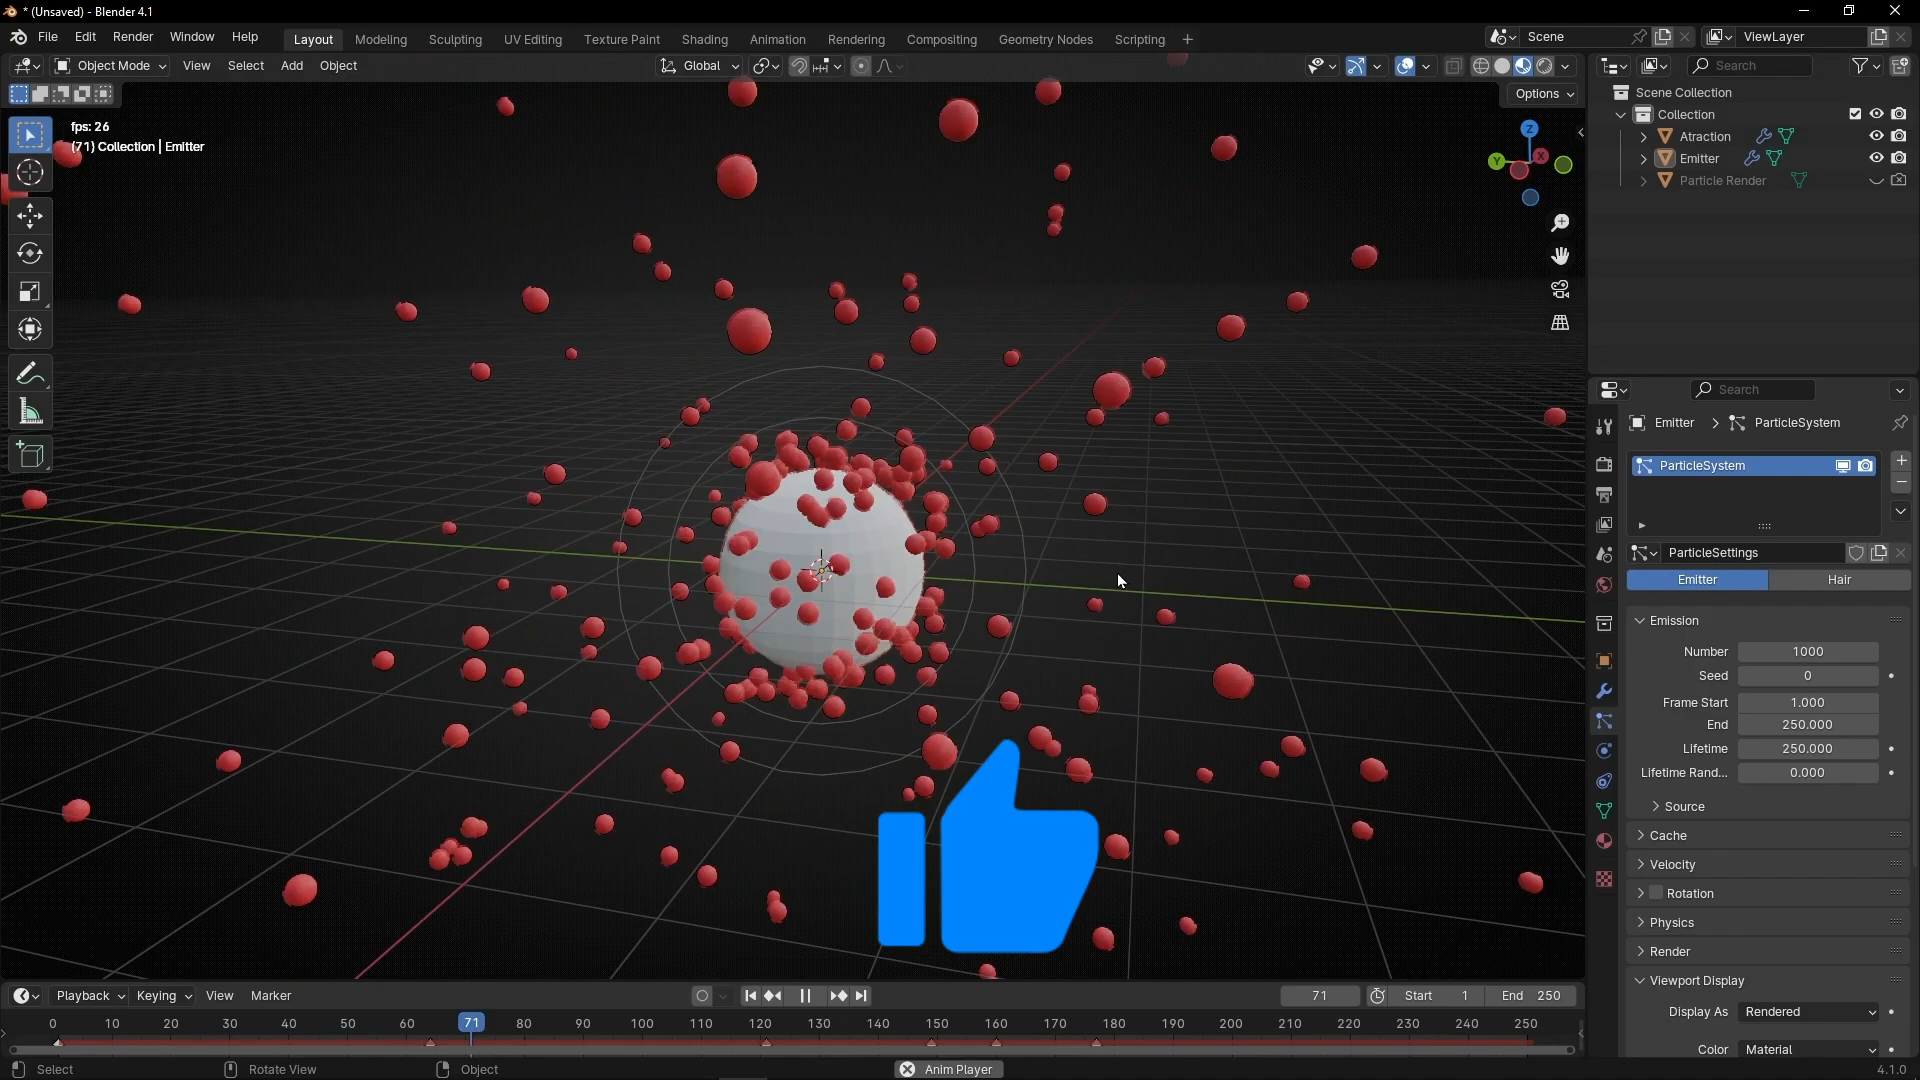 * (Unsaved) - Blender 4.1
File Edit Render Window Help
Layout Modeling Sculpting UV Editing Texture Paint Shading Animation Rendering Compositing Geometry Nodes Scripting +
Scene
ViewLayer
Object Mode View Select Add Object
Global
Search
Options
fps: 26
(71) Collection | Emitter
Z
Y
X
Scene Collection
Collection
Atraction
Emitter
Particle Render
Search
Emitter > ParticleSystem
ParticleSystem
ParticleSettings
Emitter Hair
Emission
Number 1000
Seed 0
Frame Start 1.000
End 250.000
Lifetime 250.000
Lifetime Rand... 0.000
Source
Cache
Velocity
Rotation
Physics
Render
Viewport Display
Display As Rendered
Color Material
Playback Keying View Marker
71
Start 1
End 250
0 10 20 30 40 50 60 71 80 90 100 110 120 130 140 150 160 170 180 190 200 210 220 230 240 250
Select Rotate View Object
Anim Player
4.1.0